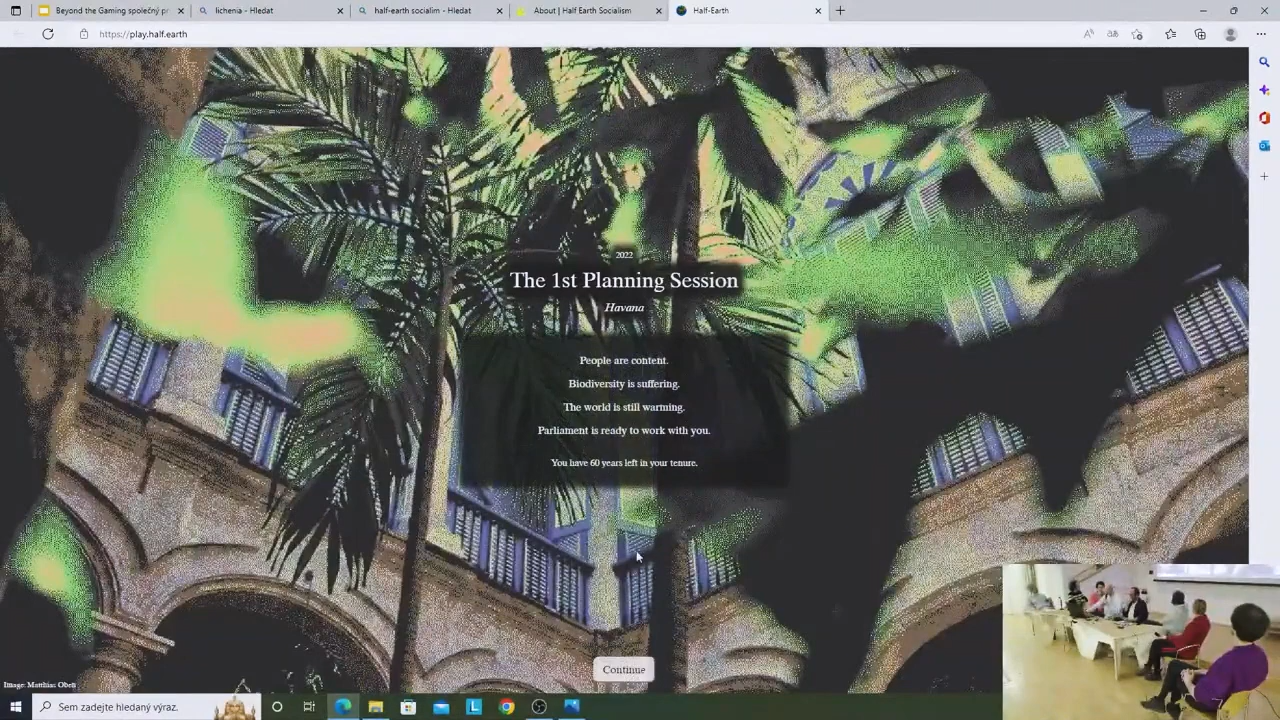 Beyond the Gaming společný pr
lichenia - Hledat
half-earth socialim - Hledat
About | Half Earth Socialism
Half-Earth
https://play.half.earth
2022
The 1st Planning Session
Havana
People are content.
Biodiversity is suffering.
The world is still warming.
Parliament is ready to work with you.
You have 60 years left in your tenure.
Continue
Image: Matthias Oben
Sem zadejte hledaný výraz.